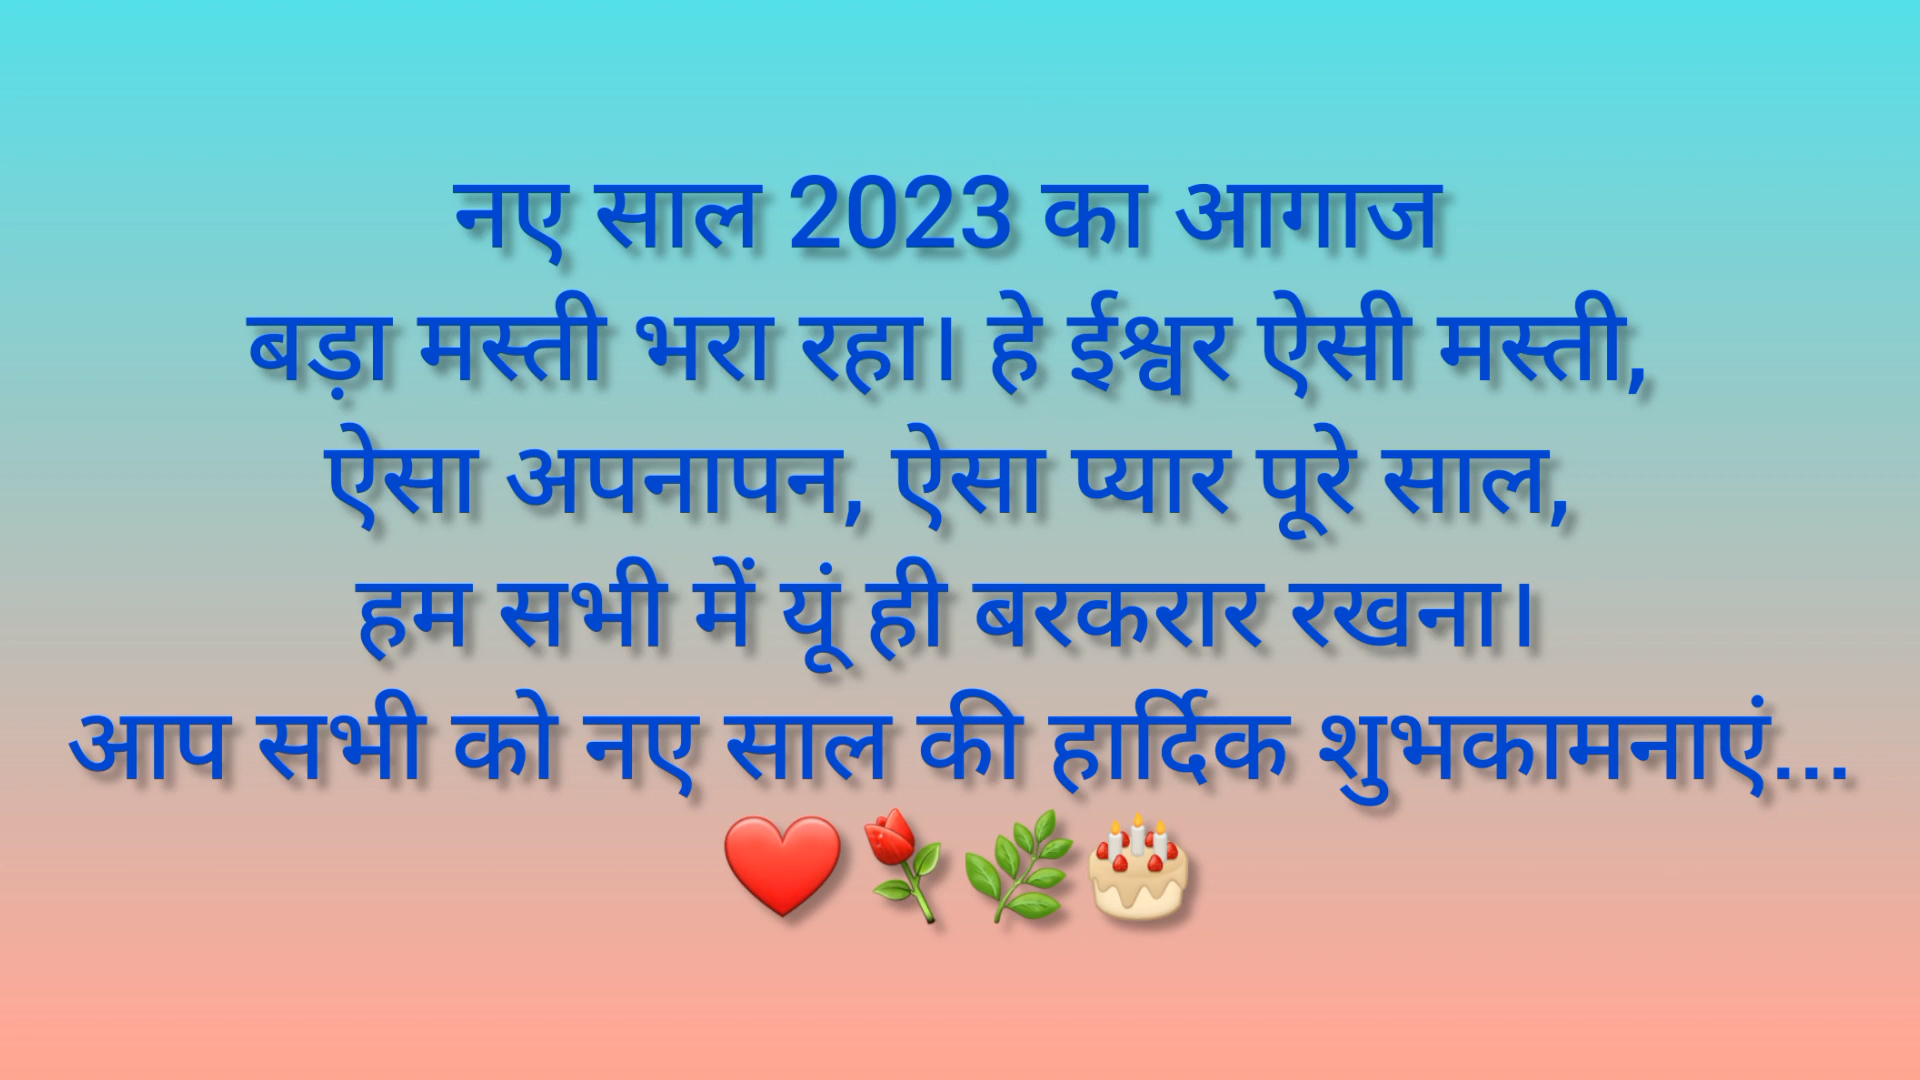 नए साल 2023 का आगाज
बड़ा मस्ती भरा रहा। हे ईश्वर ऐसी मस्ती,
ऐसा अपनापन, ऐसा प्यार पूरे साल,
हम सभी में यूं ही बरकरार रखना।
आप सभी को नए साल की हार्दिक शुभकामनाएं...
❤️🌹🌿🎂